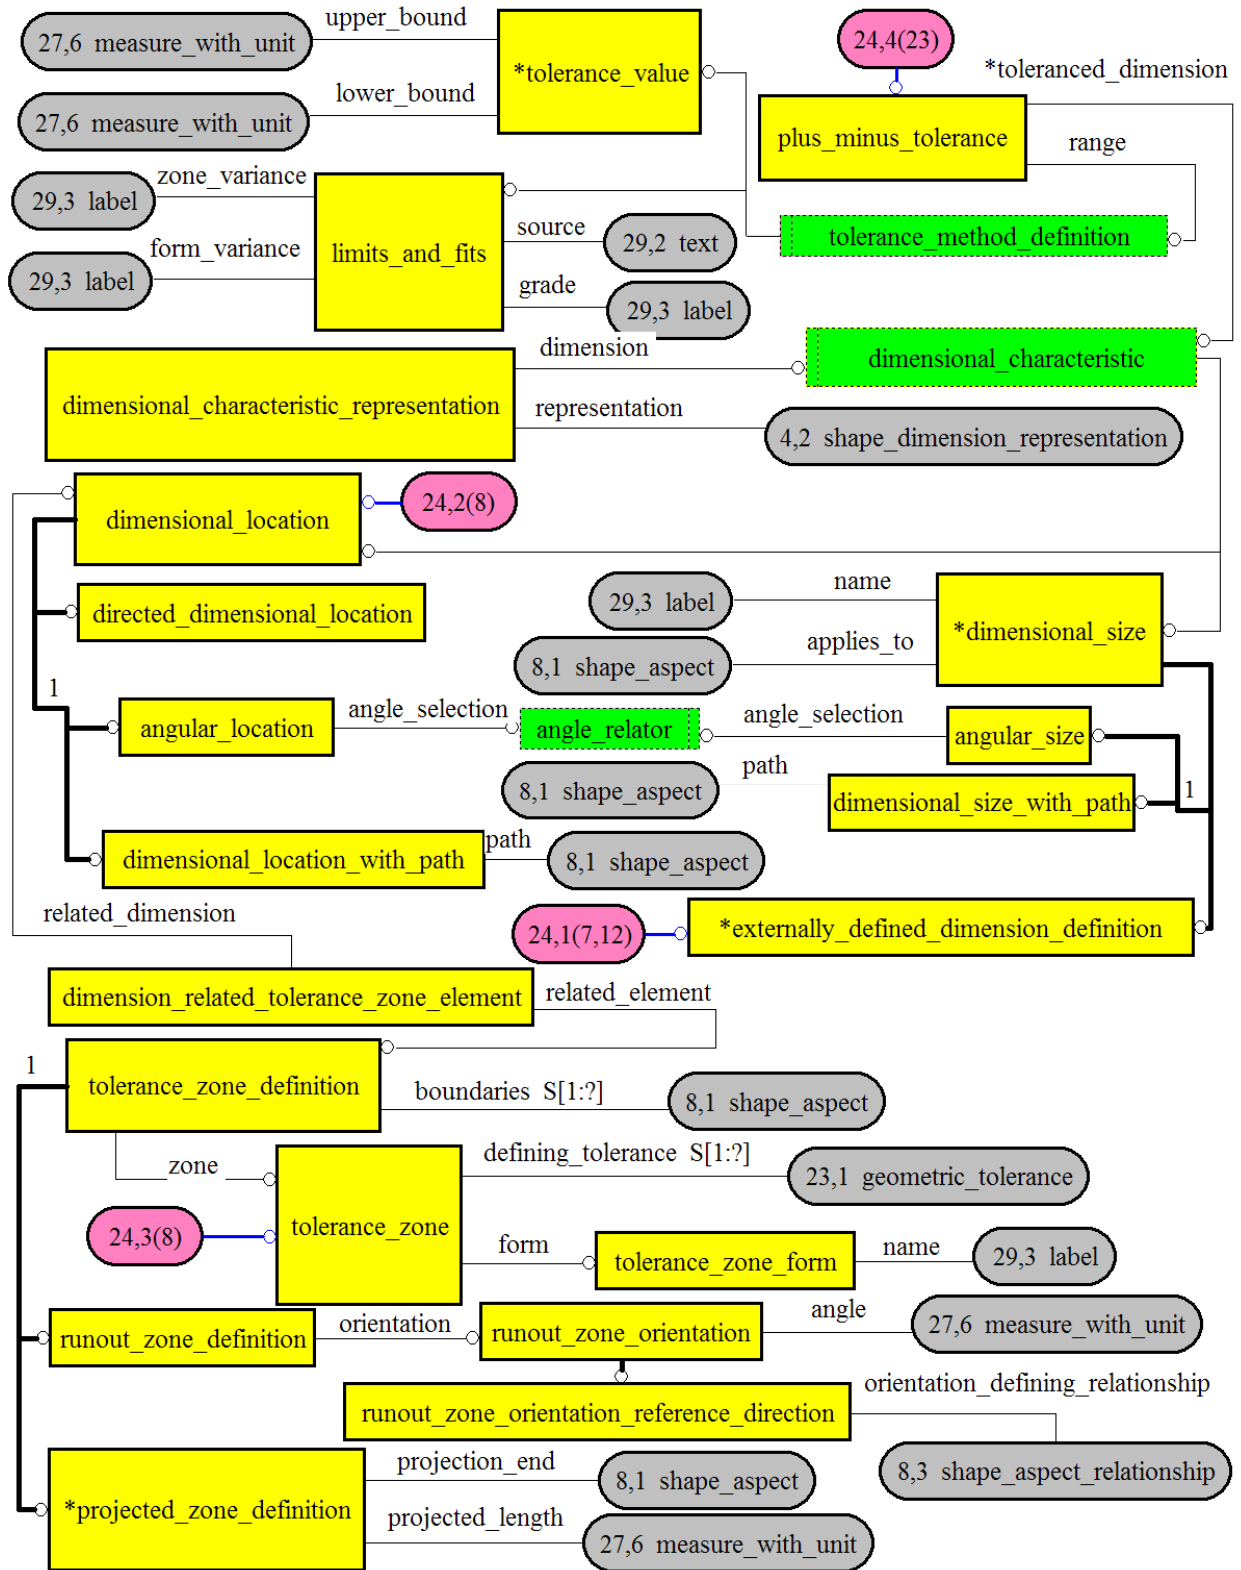 upper_bound
27,6 measure_with_unit
*tolerance_value
24,4(23)
*toleranced_dimension
lower_bound
27,6 measure_with_unit
plus_minus_tolerance
range
zone_variance
29,3 label
source
29,2 text
tolerance_method_definition
form_variance
limits_and_fits
29,3 label
grade
29,3 label
dimension
dimensional_characteristic
dimensional_characteristic_representation
representation
4,2 shape_dimension_representation
dimensional_location
24,2(8)
name
29,3 label
directed_dimensional_location
*dimensional_size
applies_to
8,1 shape_aspect
1
angular_location
angle_selection
angle_relator
angle_selection
angular_size
path
8,1 shape_aspect
dimensional_size_with_path
1
dimensional_location_with_path
path
8,1 shape_aspect
related_dimension
24,1(7,12)
*externally_defined_dimension_definition
dimension_related_tolerance_zone_element
related_element
1
tolerance_zone_definition
boundaries S[1:?]
8,1 shape_aspect
zone
defining_tolerance S[1:?]
23,1 geometric_tolerance
24,3(8)
tolerance_zone
form
tolerance_zone_form
name
29,3 label
runout_zone_definition
orientation
runout_zone_orientation
angle
27,6 measure_with_unit
orientation_defining_relationship
runout_zone_orientation_reference_direction
8,3 shape_aspect_relationship
projection_end
8,1 shape_aspect
*projected_zone_definition
projected_length
27,6 measure_with_unit